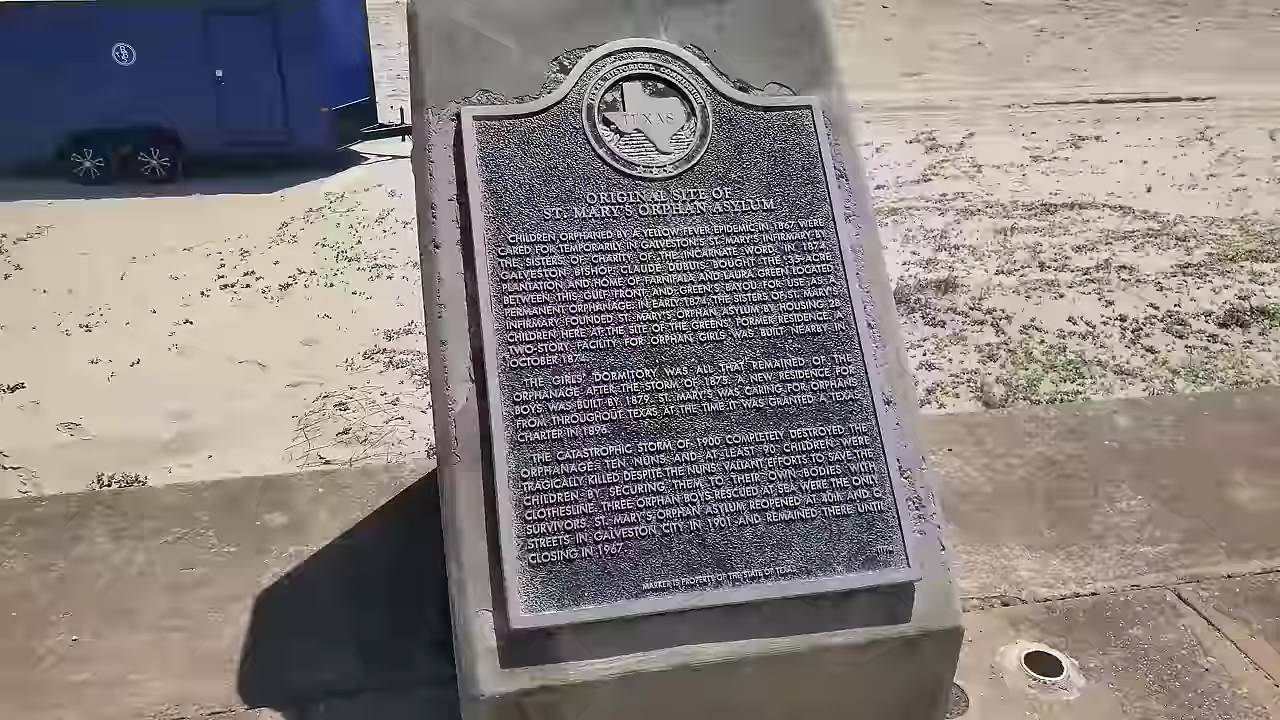 TEXAS HISTORICAL COMMISSION
TEXAS
ORIGINAL SITE OF
ST. MARY'S ORPHAN ASYLUM
CHILDREN ORPHANED BY A YELLOW FEVER EPIDEMIC IN 1867 WERE
CARED FOR TEMPORARILY IN GALVESTON'S ST. MARY'S INFIRMARY BY
THE SISTERS OF CHARITY OF THE INCARNATE WORD. IN 1873
GALVESTON BISHOP CLAUDE DUBUIS BOUGHT THE 35-ACRE
PLANTATION AND HOME OF FARNIFOLD AND LAURA GREEN LOCATED
BETWEEN THIS GULF FRONT AND GREEN'S BAYOU FOR USE AS A
PERMANENT ORPHANAGE. IN EARLY 1874 THE SISTERS OF ST. MARY'S
INFIRMARY FOUNDED ST. MARY'S ORPHAN ASYLUM BY HOUSING 28
CHILDREN HERE AT THE SITE OF THE GREENS' FORMER RESIDENCE. A
TWO-STORY FACILITY FOR ORPHAN GIRLS WAS BUILT NEARBY IN
OCTOBER 1874.
THE GIRLS' DORMITORY WAS ALL THAT REMAINED OF THE
ORPHANAGE AFTER THE STORM OF 1875. A NEW RESIDENCE FOR
BOYS WAS BUILT BY 1879. ST. MARY'S WAS CARING FOR ORPHANS
FROM THROUGHOUT TEXAS AT THE TIME IT WAS GRANTED A TEXAS
CHARTER IN 1896.
THE CATASTROPHIC STORM OF 1900 COMPLETELY DESTROYED THE
ORPHANAGE. TEN NUNS AND AT LEAST 90 CHILDREN WERE
TRAGICALLY KILLED DESPITE THE NUNS' VALIANT EFFORTS TO SAVE THE
CHILDREN BY SECURING THEM TO THEIR OWN BODIES WITH
CLOTHESLINE. THREE ORPHAN BOYS RESCUED AT SEA WERE THE ONLY
SURVIVORS. ST. MARY'S ORPHAN ASYLUM REOPENED AT 40TH AND Q
STREETS IN GALVESTON CITY IN 1901 AND REMAINED THERE UNTIL
CLOSING IN 1967.
MARKER IS PROPERTY OF THE STATE OF TEXAS